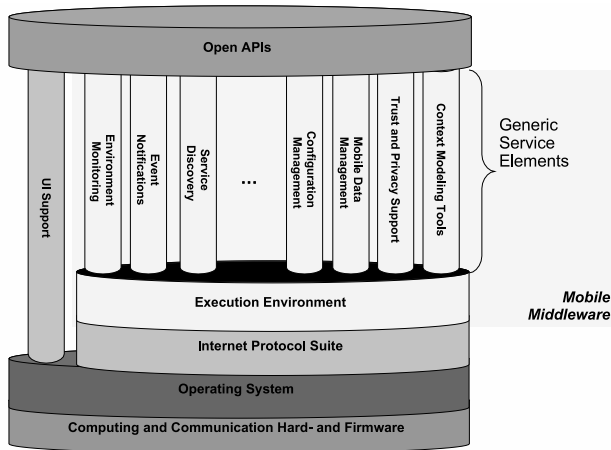 Open APIs
UI Support
Environment
Monitoring
Event
Notifications
Service
Discovery
...
Configuration
Management
Mobile Data
Management
Trust and Privacy Support
Context Modeling Tools
Generic
Service
Elements
Execution Environment
Mobile
Middleware
Internet Protocol Suite
Operating System
Computing and Communication Hard- and Firmware